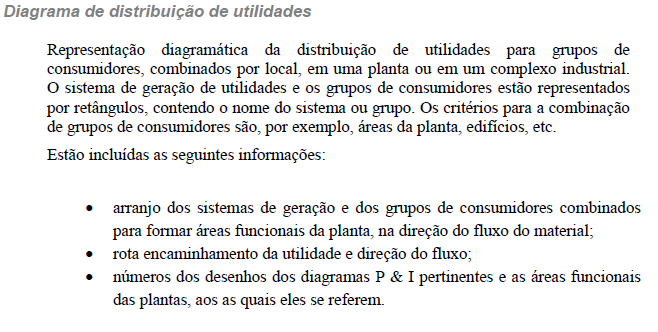 Diagrama de distribuição de utilidades
Representação diagramática da distribuição de utilidades para grupos de
consumidores, combinados por local, em uma planta ou em um complexo industrial.
O sistema de geração de utilidades e os grupos de consumidores estão representados
por retângulos, contendo o nome do sistema ou grupo. Os critérios para a combinação
de grupos de consumidores são, por exemplo, áreas da planta, edifícios, etc.
Estão incluídas as seguintes informações:
• arranjo dos sistemas de geração e dos grupos de consumidores combinados
para formar áreas funcionais da planta, na direção do fluxo do material;
• rota encaminhamento da utilidade e direção do fluxo;
• números dos desenhos dos diagramas P & I pertinentes e as áreas funcionais
das plantas, aos as quais eles se referem.